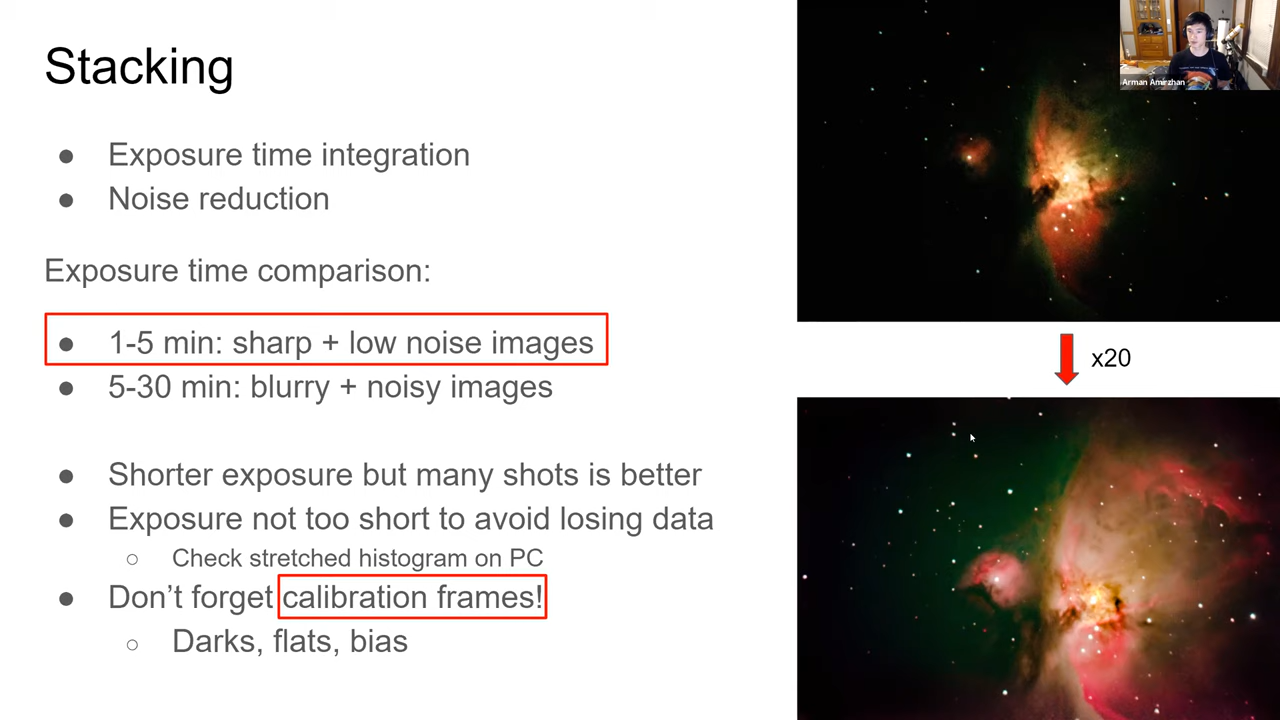 Stacking
● Exposure time integration
● Noise reduction
Exposure time comparison:
● 1-5 min: sharp + low noise images
● 5-30 min: blurry + noisy images
● Shorter exposure but many shots is better
● Exposure not too short to avoid losing data
○ Check stretched histogram on PC
● Don’t forget calibration frames!
○ Darks, flats, bias
Arman Amirzhan
x20